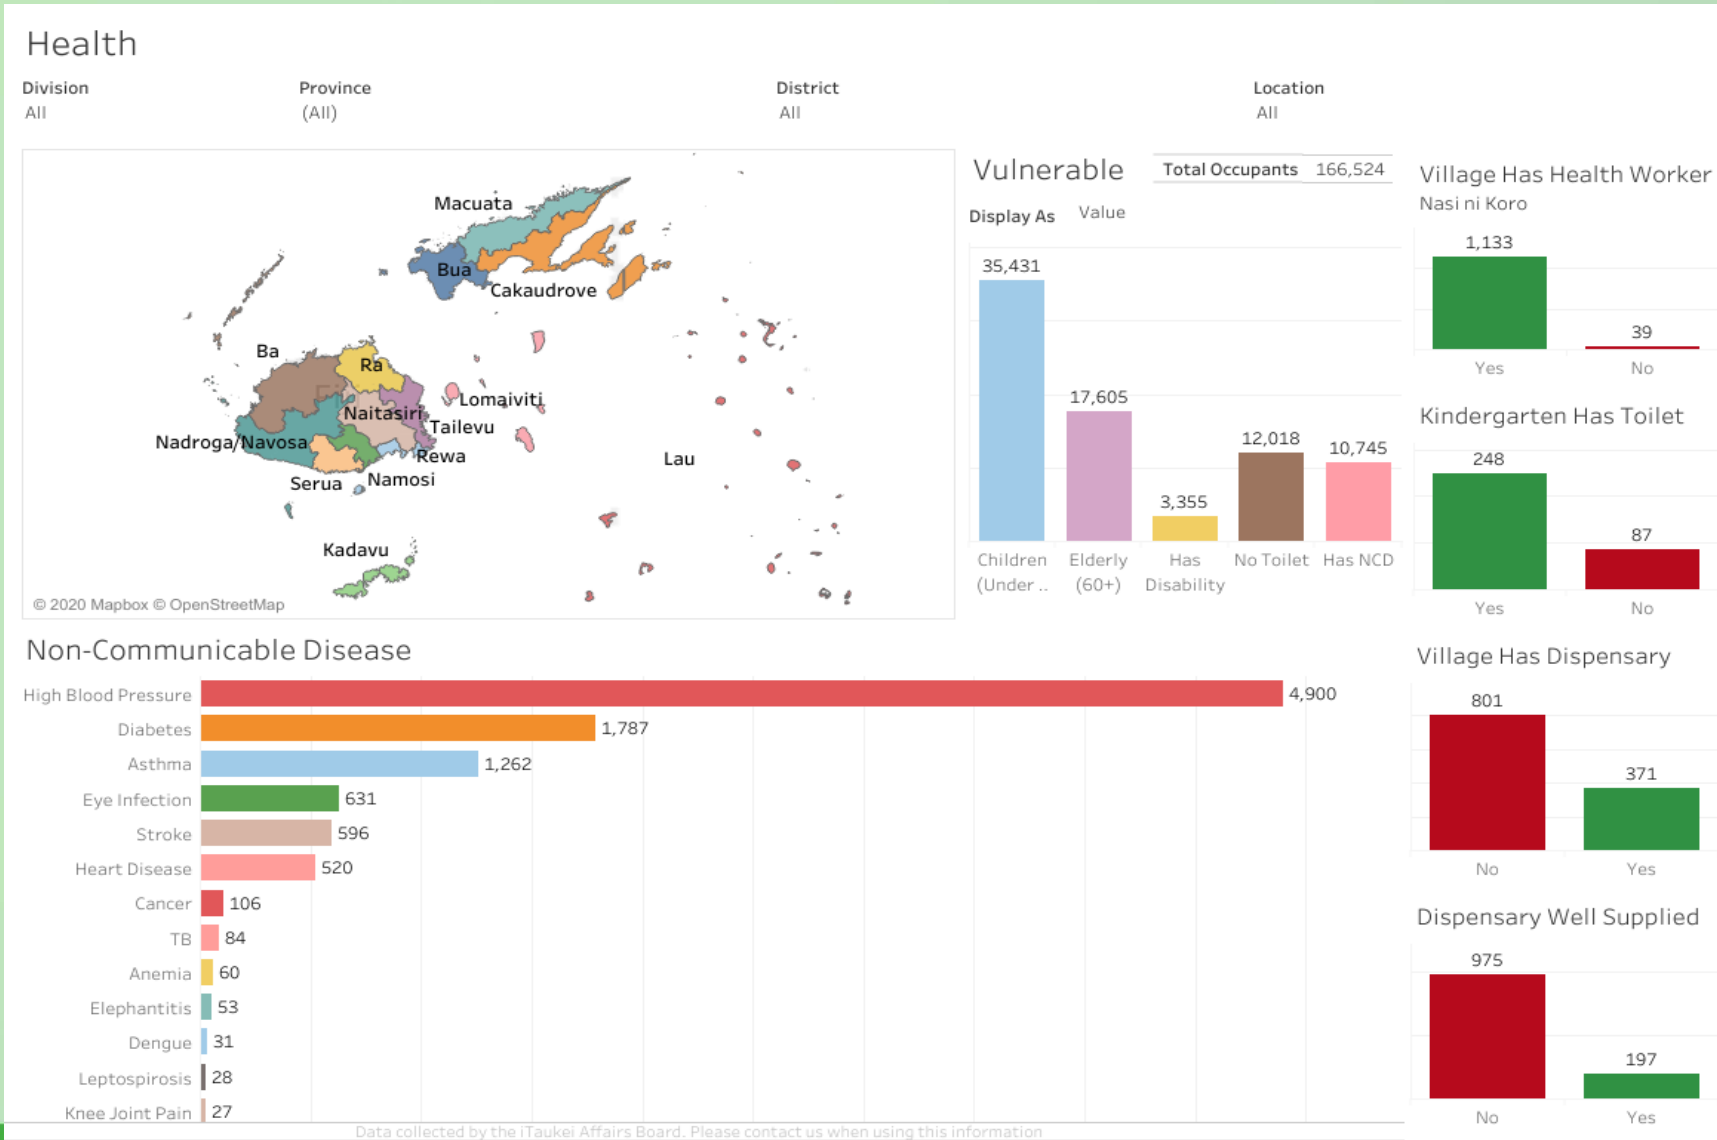 Health
Division
All
Province
(All)
District
All
Location
All
Macuata
Bua
Cakaudrove
Ba
Ra
Lomaiviti
Naitasiri
Tailevu
Nadroga/Navosa
Rewa
Lau
Namosi
Serua
Kadavu
© 2020 Mapbox © OpenStreetMap
Vulnerable
Total Occupants 166,524
Display As Value
35,431
17,605
3,355
12,018
10,745
Children
(Under ..
Elderly
(60+)
Has
Disability
No Toilet
Has NCD
Village Has Health Worker
Nasi ni Koro
1,133
39
Yes
No
Kindergarten Has Toilet
248
87
Yes
No
Village Has Dispensary
801
371
No
Yes
Dispensary Well Supplied
975
197
No
Yes
Non-Communicable Disease
High Blood Pressure 4,900
Diabetes 1,787
Asthma 1,262
Eye Infection 631
Stroke 596
Heart Disease 520
Cancer 106
TB 84
Anemia 60
Elephantitis 53
Dengue 31
Leptospirosis 28
Knee Joint Pain 27
Data collected by the iTaukei Affairs Board. Please contact us when using this information